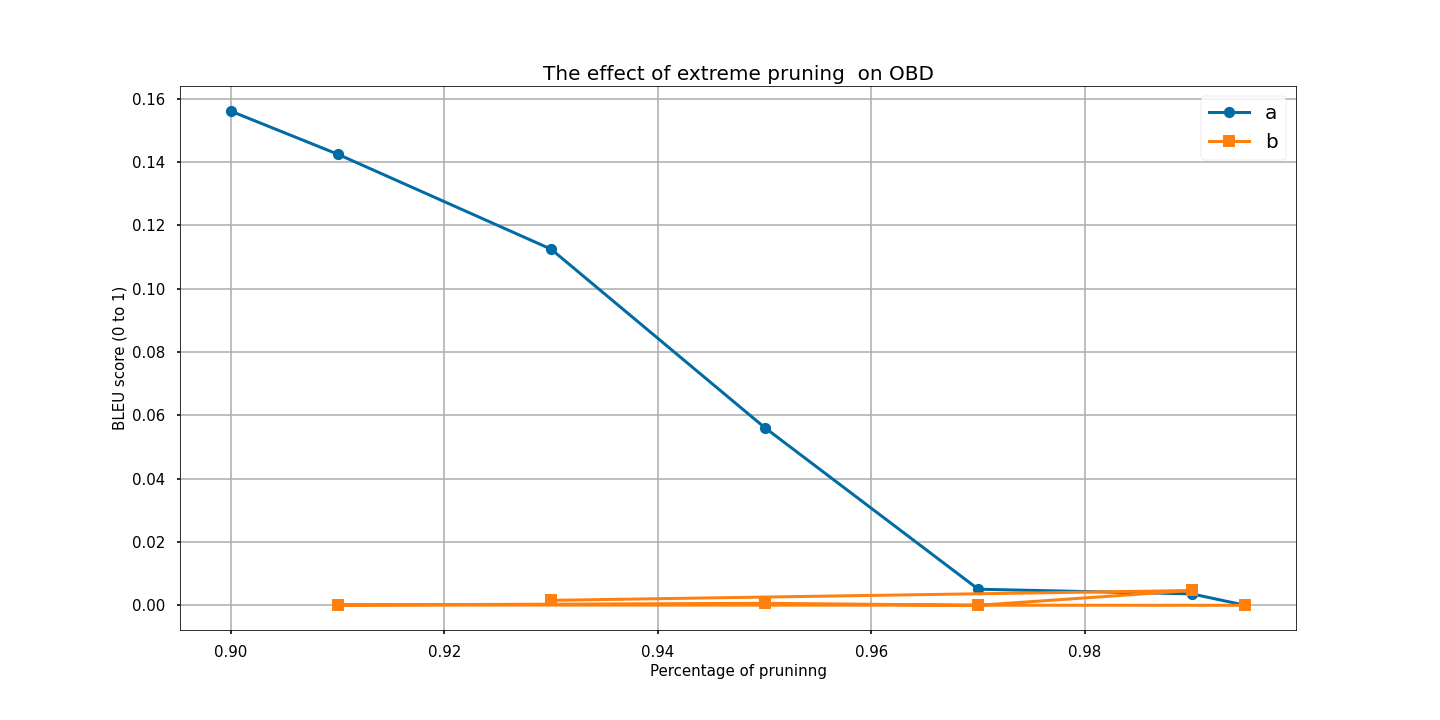 The effect of extreme pruning  on OBD
a
b
BLEU score (0 to 1)
0.16
0.14
0.12
0.10
0.08
0.06
0.04
0.02
0.00
0.90 0.92 0.94 0.96 0.98
Percentage of pruninng